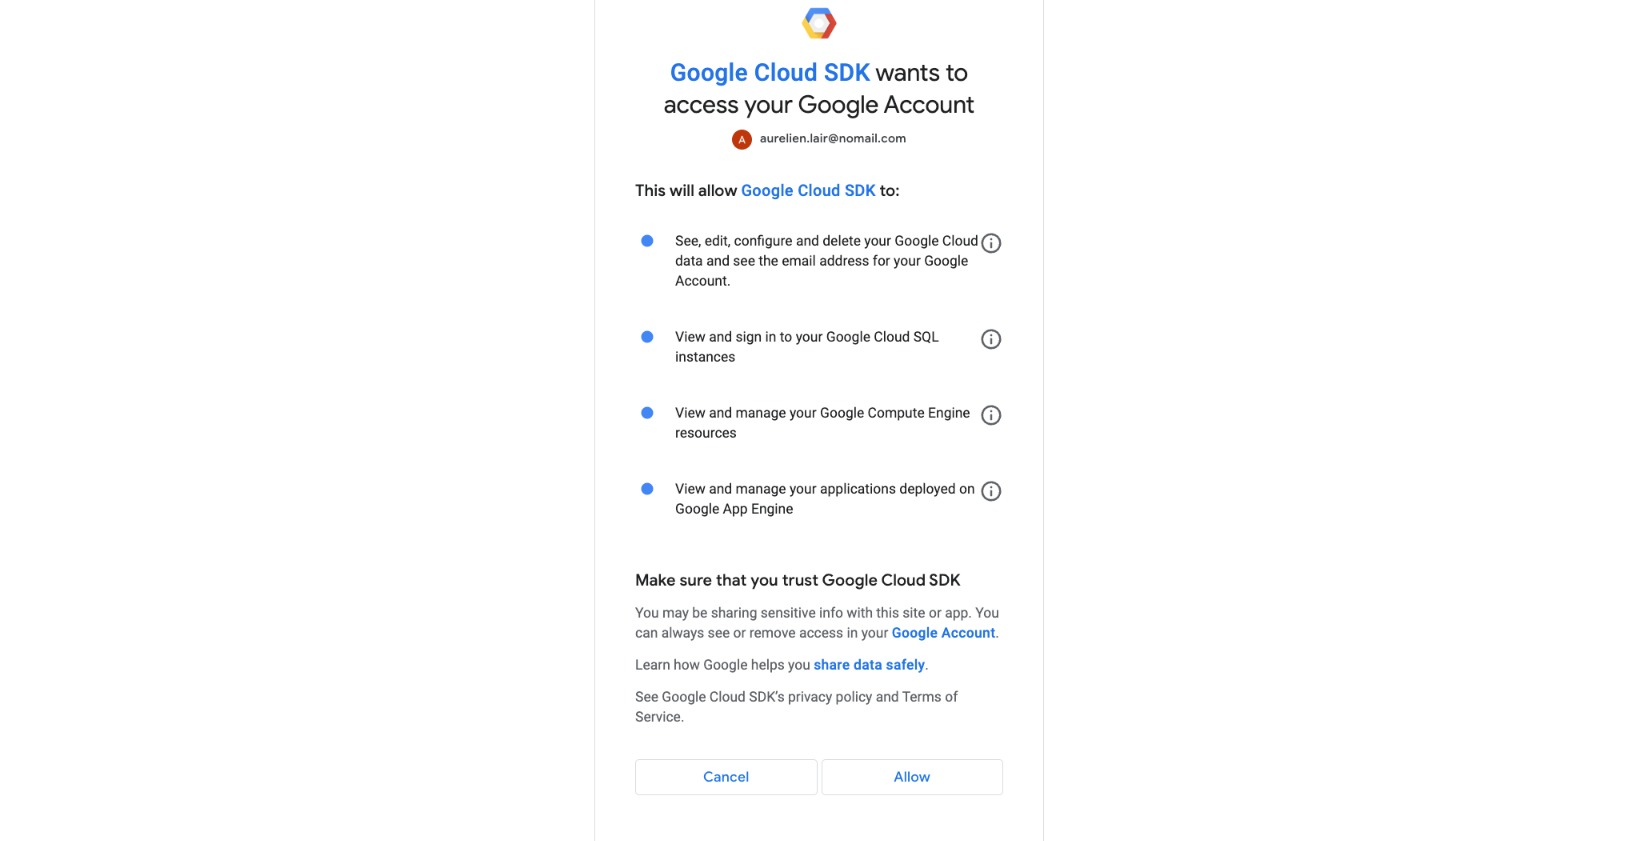 Google Cloud SDK wants to
access your Google Account
A aurelien.lair@nomail.com
This will allow Google Cloud SDK to:
See, edit, configure and delete your Google Cloud
data and see the email address for your Google
Account.
View and sign in to your Google Cloud SQL
instances
View and manage your Google Compute Engine
resources
View and manage your applications deployed on
Google App Engine
Make sure that you trust Google Cloud SDK
You may be sharing sensitive info with this site or app. You
can always see or remove access in your Google Account.
Learn how Google helps you share data safely.
See Google Cloud SDK’s privacy policy and Terms of
Service.
Cancel Allow